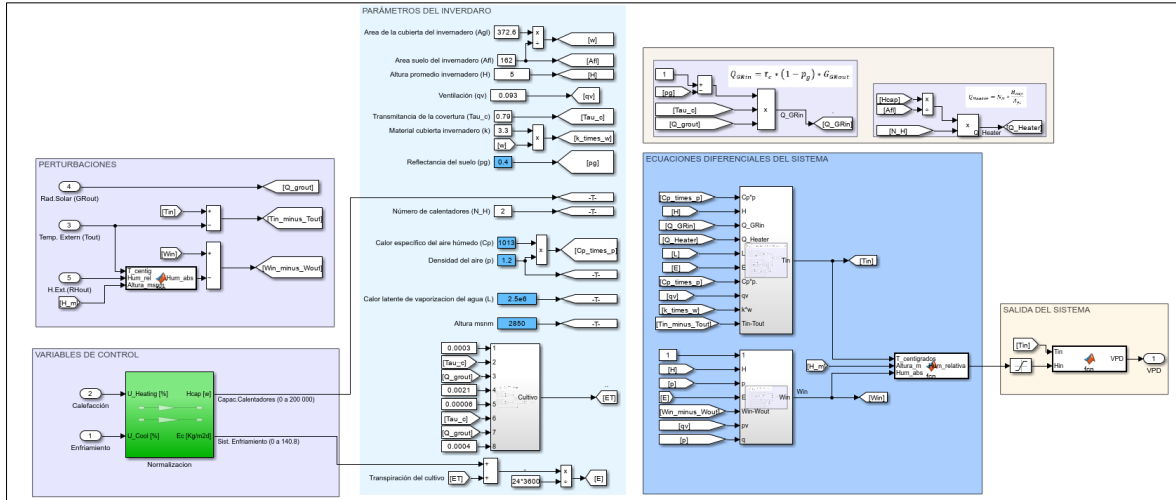 PARÁMETROS DEL INVERDARO
Area de la cubierta del invernadero (Agl)
372.6
x
÷
[w]
Area suelo del invernadero (Afl)
162
[Afl]
Altura promedio invernadero (H)
5
[H]
Ventilación (qv)
0.093
[qv]
Transmitancia de la covertura (Tau_c)
0.79
[Tau_c]
Material cubierta invernadero (k)
3.3
[w]
x
[k_times_w]
Reflectancia del suelo (pg)
0.4
[pg]
-T-
Número de calentadores (N_H)
2
-T-
Calor específico del aire húmedo (Cp)
1013
x
[Cp_times_p]
Densidad del aire (p)
1.2
-T-
Calor latente de vaporizacion del agua (L)
2.5e6
-T-
Altura msnm
2850
-T-
0.0003
1
[Tau_c]
2
[Q_grout]
3
0.0021
4
0.00006
5
[Tau_c]
6
[Q_grout]
7
0.0004
8
Cultivo
[ET]
Transpiración del cultivo
[ET]
+
+
24*3600
x
÷
[E]
PERTURBACIONES
4
Rad.Solar (GRout)
[Q_grout]
3
Temp. Extern (Tout)
[Tin]
+
−
[Tin_minus_Tout]
[Win]
+
−
[Win_minus_Wout]
5
H.Ext.(RHout)
[H_m]
T_centig
Hum_rel
Altura_msnm
Hum_abs
VARIABLES DE CONTROL
2
Calefacción
1
Enfriamiento
U_Heating [%]
Hcap [w]
U_Cool [%]
Ec [Kg/m2d]
Normalizacion
Capac.Calentadores (0 a 200 000)
Sist. Enfriamiento (0 a 140.8)
1
[pg]
+
−
Q_GRin = τ_c * (1 − p_g) * G_GRout
[Tau_c]
[Q_grout]
x
Q_GRin
[Q_GRin]
[Hcap]
[Afl]
x
÷
[N_H]
x
Q_Heater
[Q_Heater]
ECUACIONES DIFERENCIALES DEL SISTEMA
[Cp_times_p]
Cp*p
[H]
H
[Q_GRin]
Q_GRin
[Q_Heater]
Q_Heater
[L]
L
[E]
E
[Cp_times_p]
Cp*p.
[qv]
qv
[k_times_w]
k*w
[Tin_minus_Tout]
Tin-Tout
Tin
[Tin]
1
1
[H]
H
[p]
p
[E]
E
[Win_minus_Wout]
Win-Wout
[qv]
pv
[p]
q
Win
Win
[Win]
[H_m]
T_centigrados
Altura_m
Hum_abs
Hum_relativa
fcn
SALIDA DEL SISTEMA
[Tin]
Tin
Hin
VPD
fcn
1
VPD